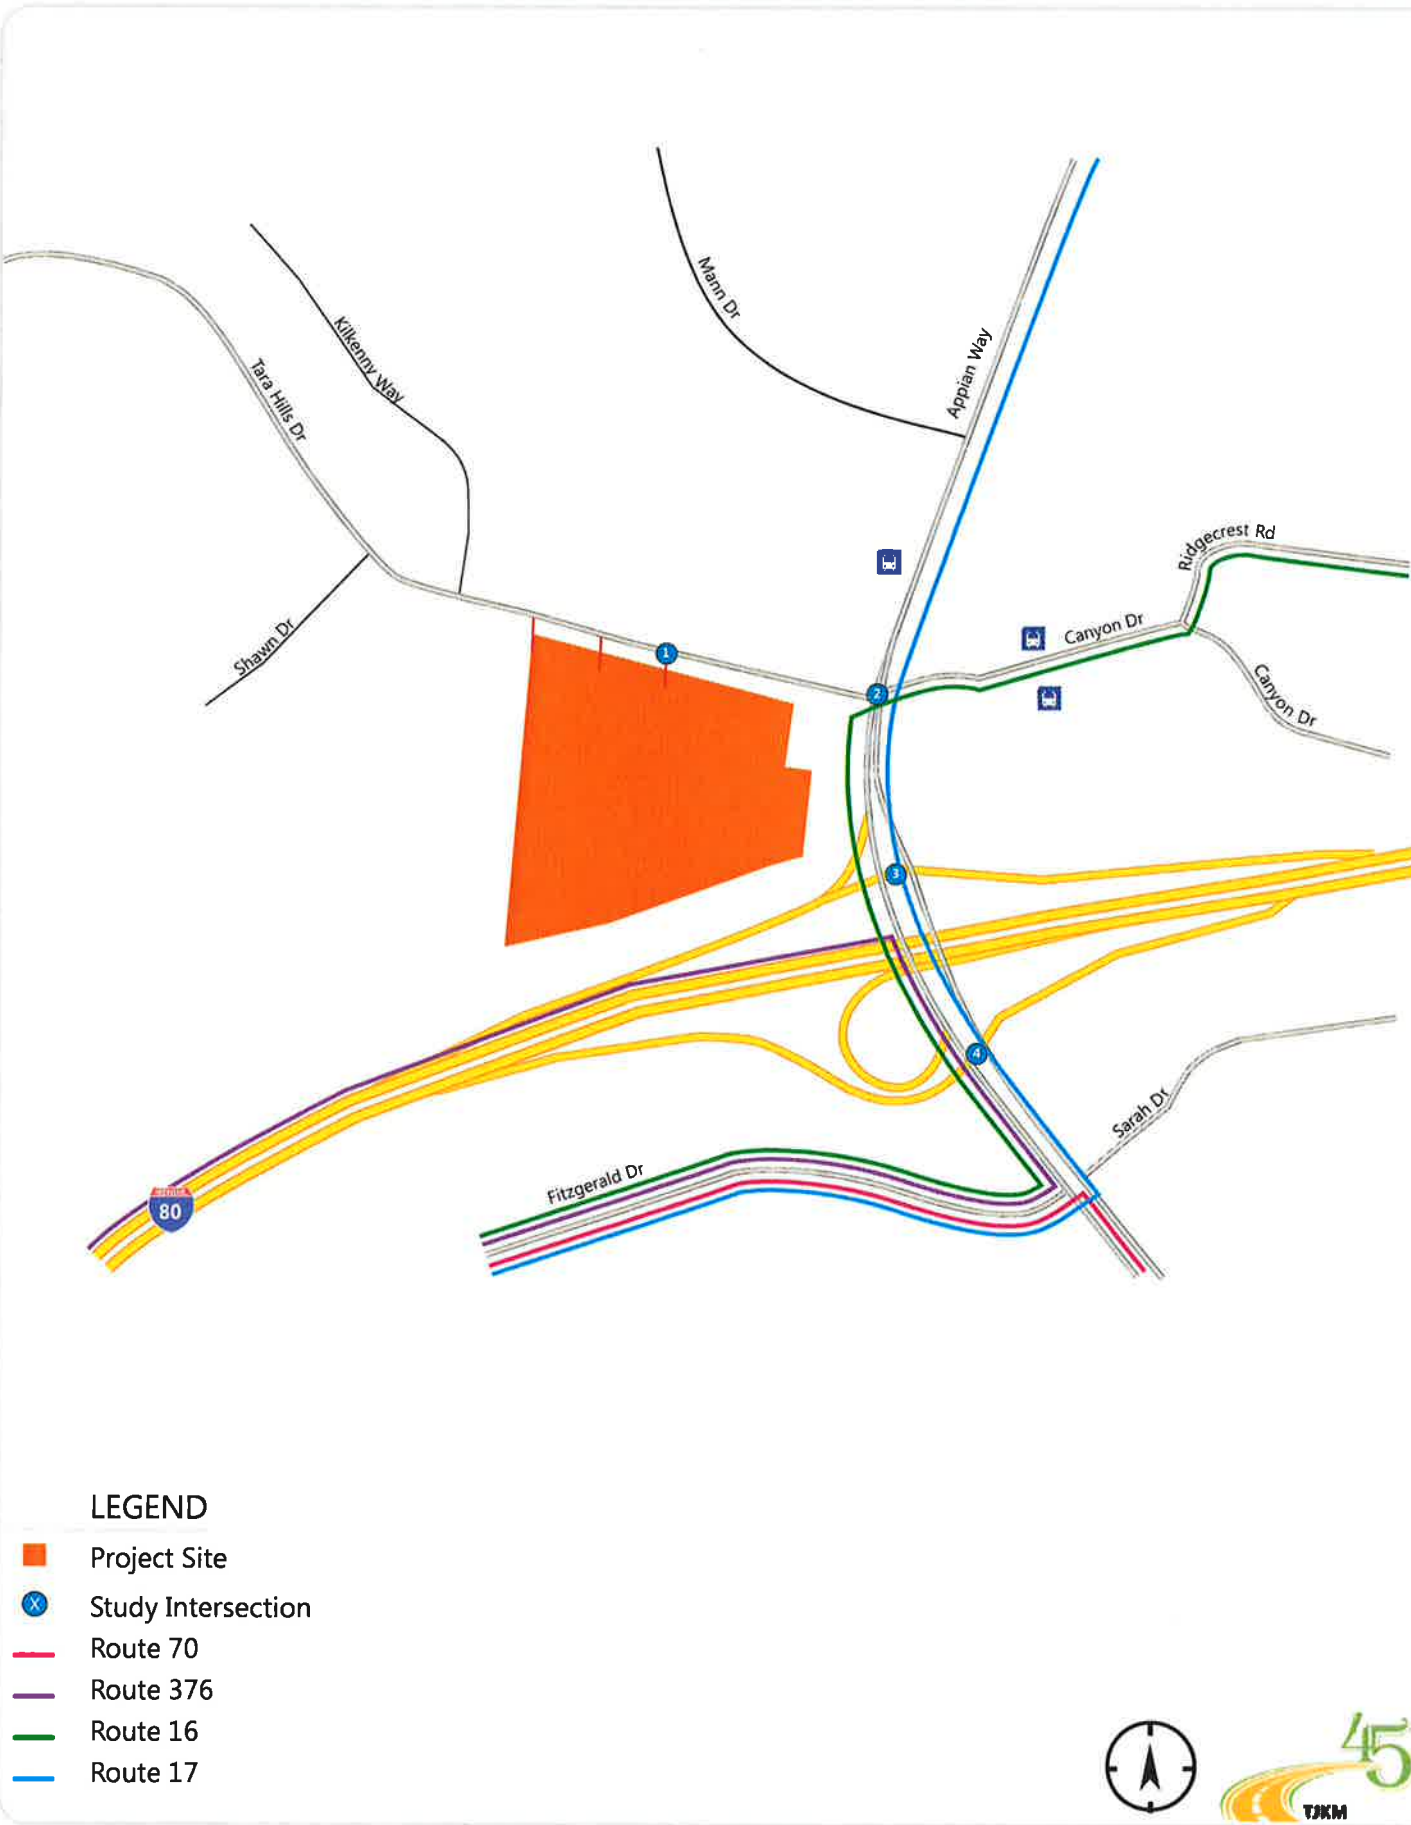 Mann Dr
Kilkenny Way
Appian Way
Tara Hills Dr
Ridgecrest Rd
Shawn Dr
1
Canyon Dr
2
Canyon Dr
3
4
Sarah Dr
Fitzgerald Dr
80
LEGEND
Project Site
X Study Intersection
Route 70
Route 376
Route 16
Route 17
45
TJKM